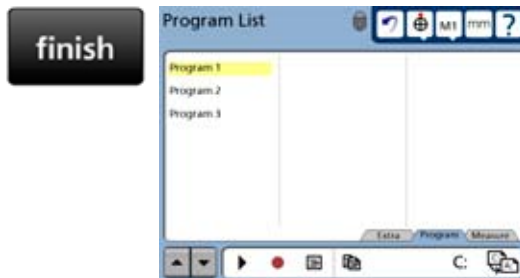 finish
Program List
M1
mm
?
Program 1
Program 2
Program 3
Extra
Program
Measure
C: